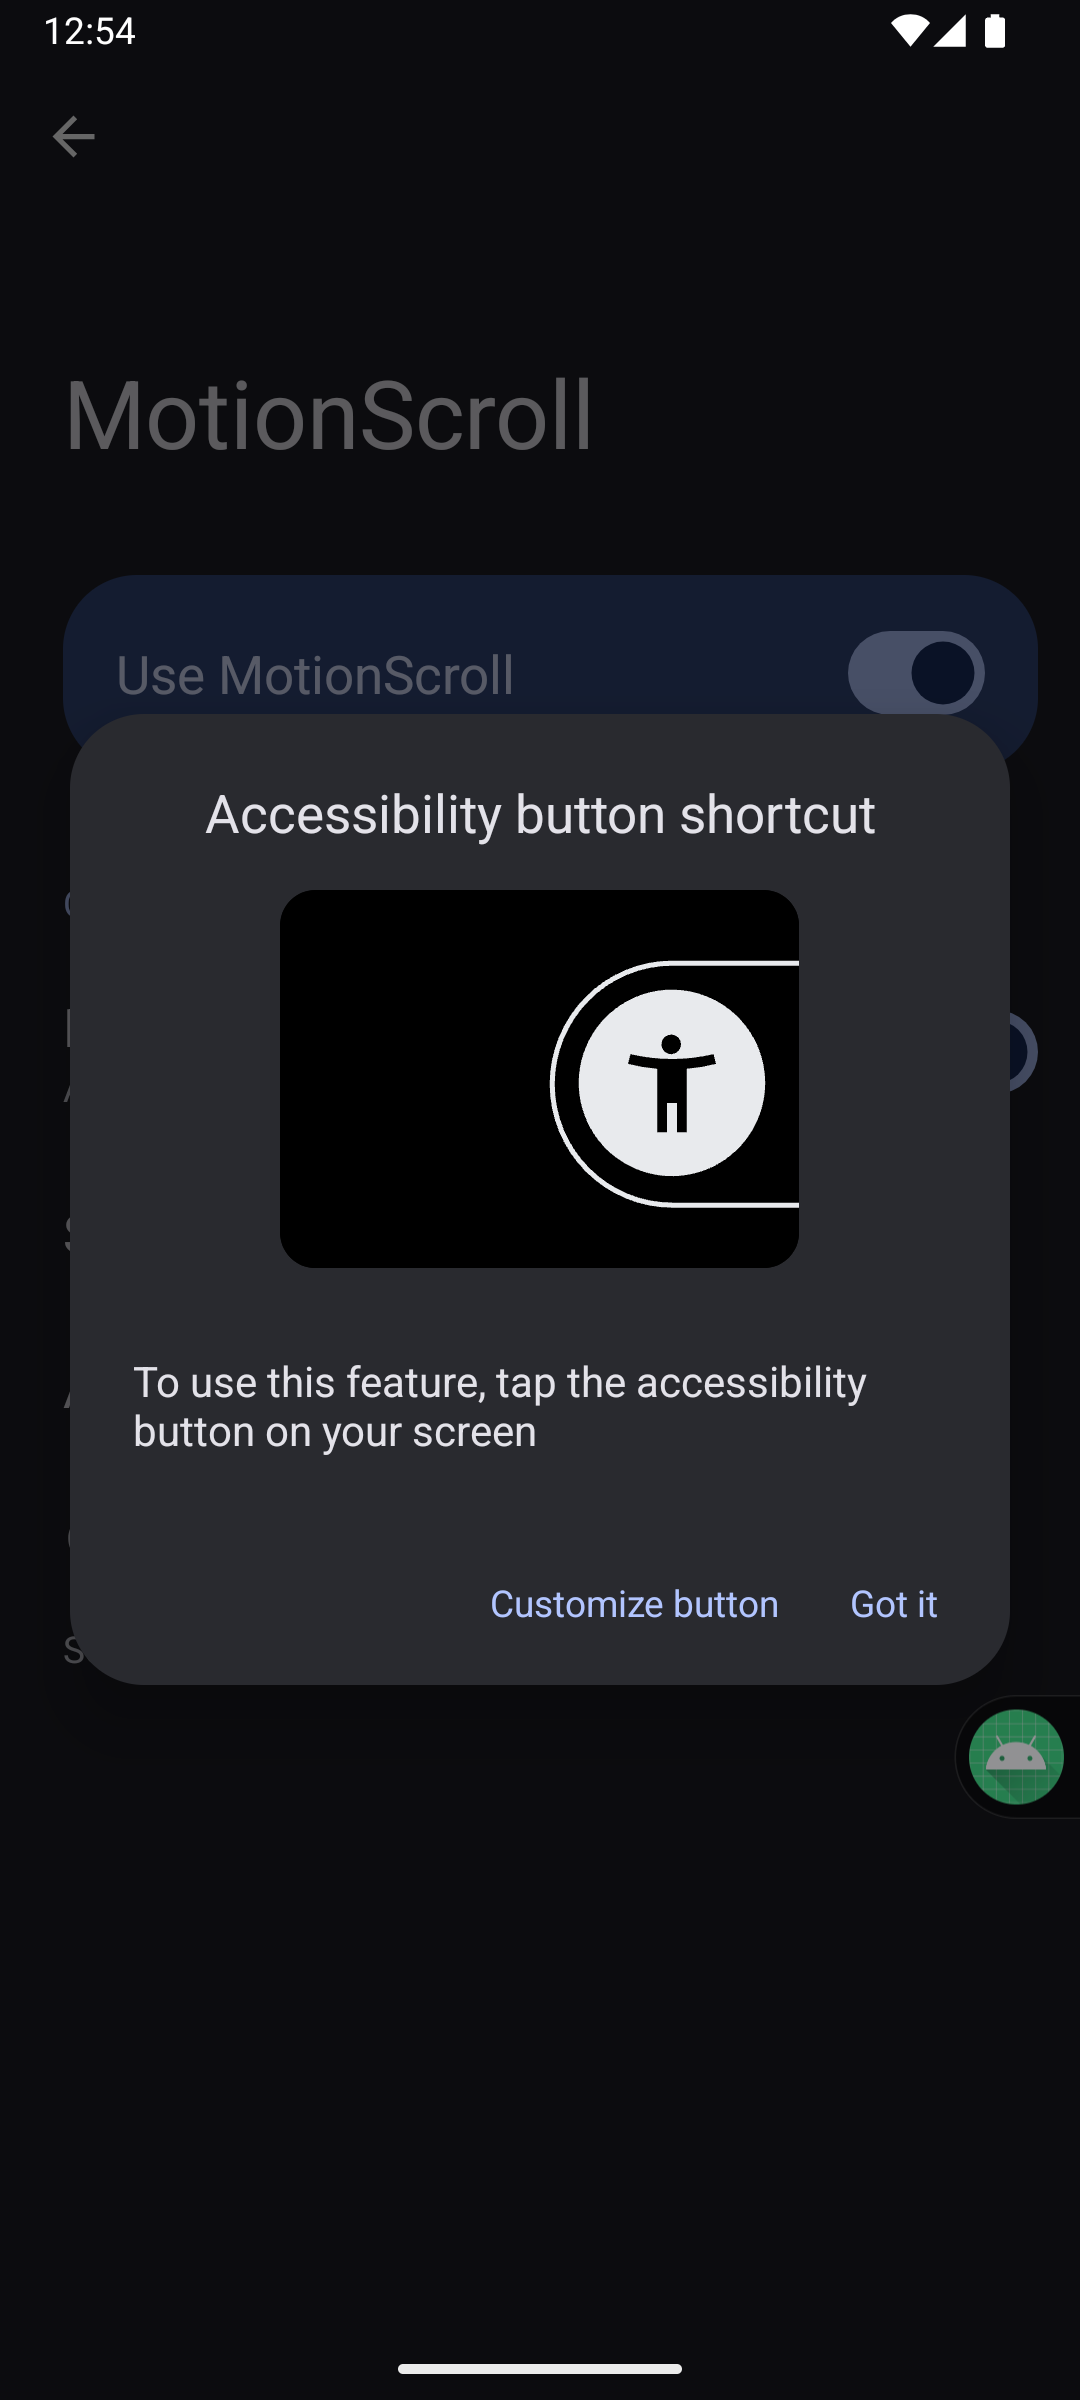 12:54
MotionScroll
Use MotionScroll
Accessibility button shortcut
To use this feature, tap the accessibility
button on your screen
Customize button
Got it